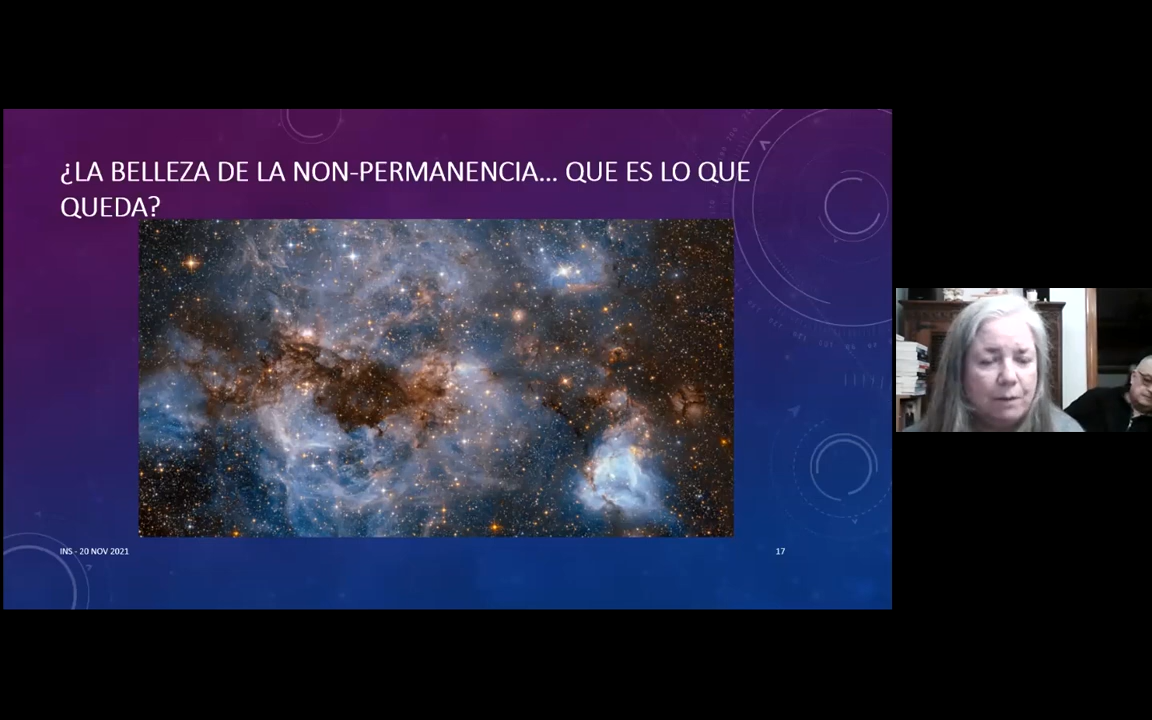 ¿LA BELLEZA DE LA NON-PERMANENCIA... QUE ES LO QUE
QUEDA?
INS - 20 NOV 2021
17